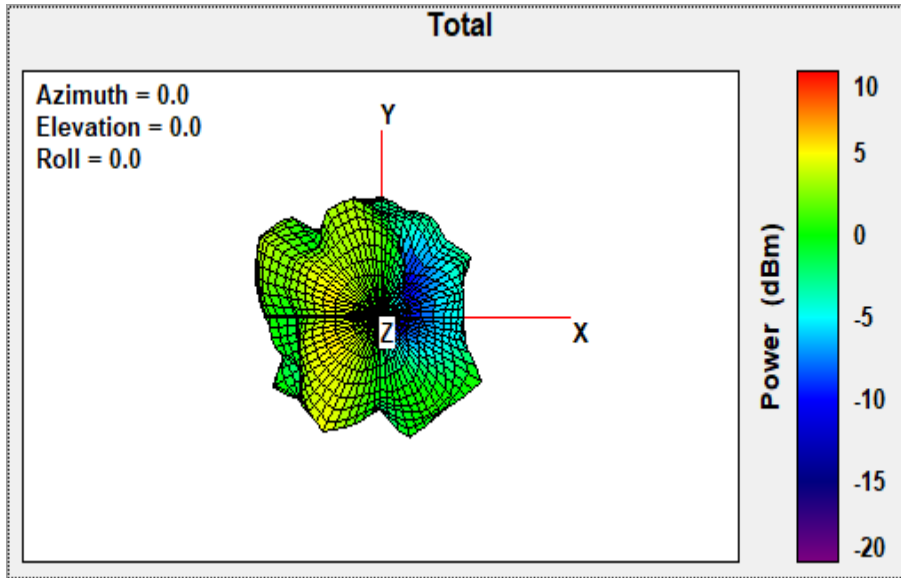 Total
Azimuth = 0.0
Elevation = 0.0
Roll = 0.0
Y
Z
X
Power (dBm)
10
5
0
-5
-10
-15
-20